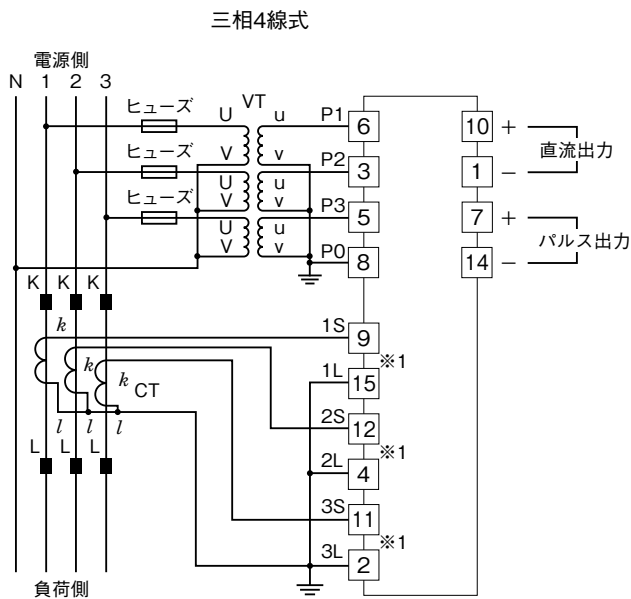 三相4線式
電源側
N 1 2 3
ヒューズ U VT u P1 6 10 +
直流出力
V v
ヒューズ U u P2 3 1 −
V v
ヒューズ U u P3 5 7 +
パルス出力
V v P0 8 14 −
K K K
k 1S 9
※1
k k CT 1L 15
l l l 2S 12
※1
L L L 2L 4
3S 11
※1
3L 2
負荷側